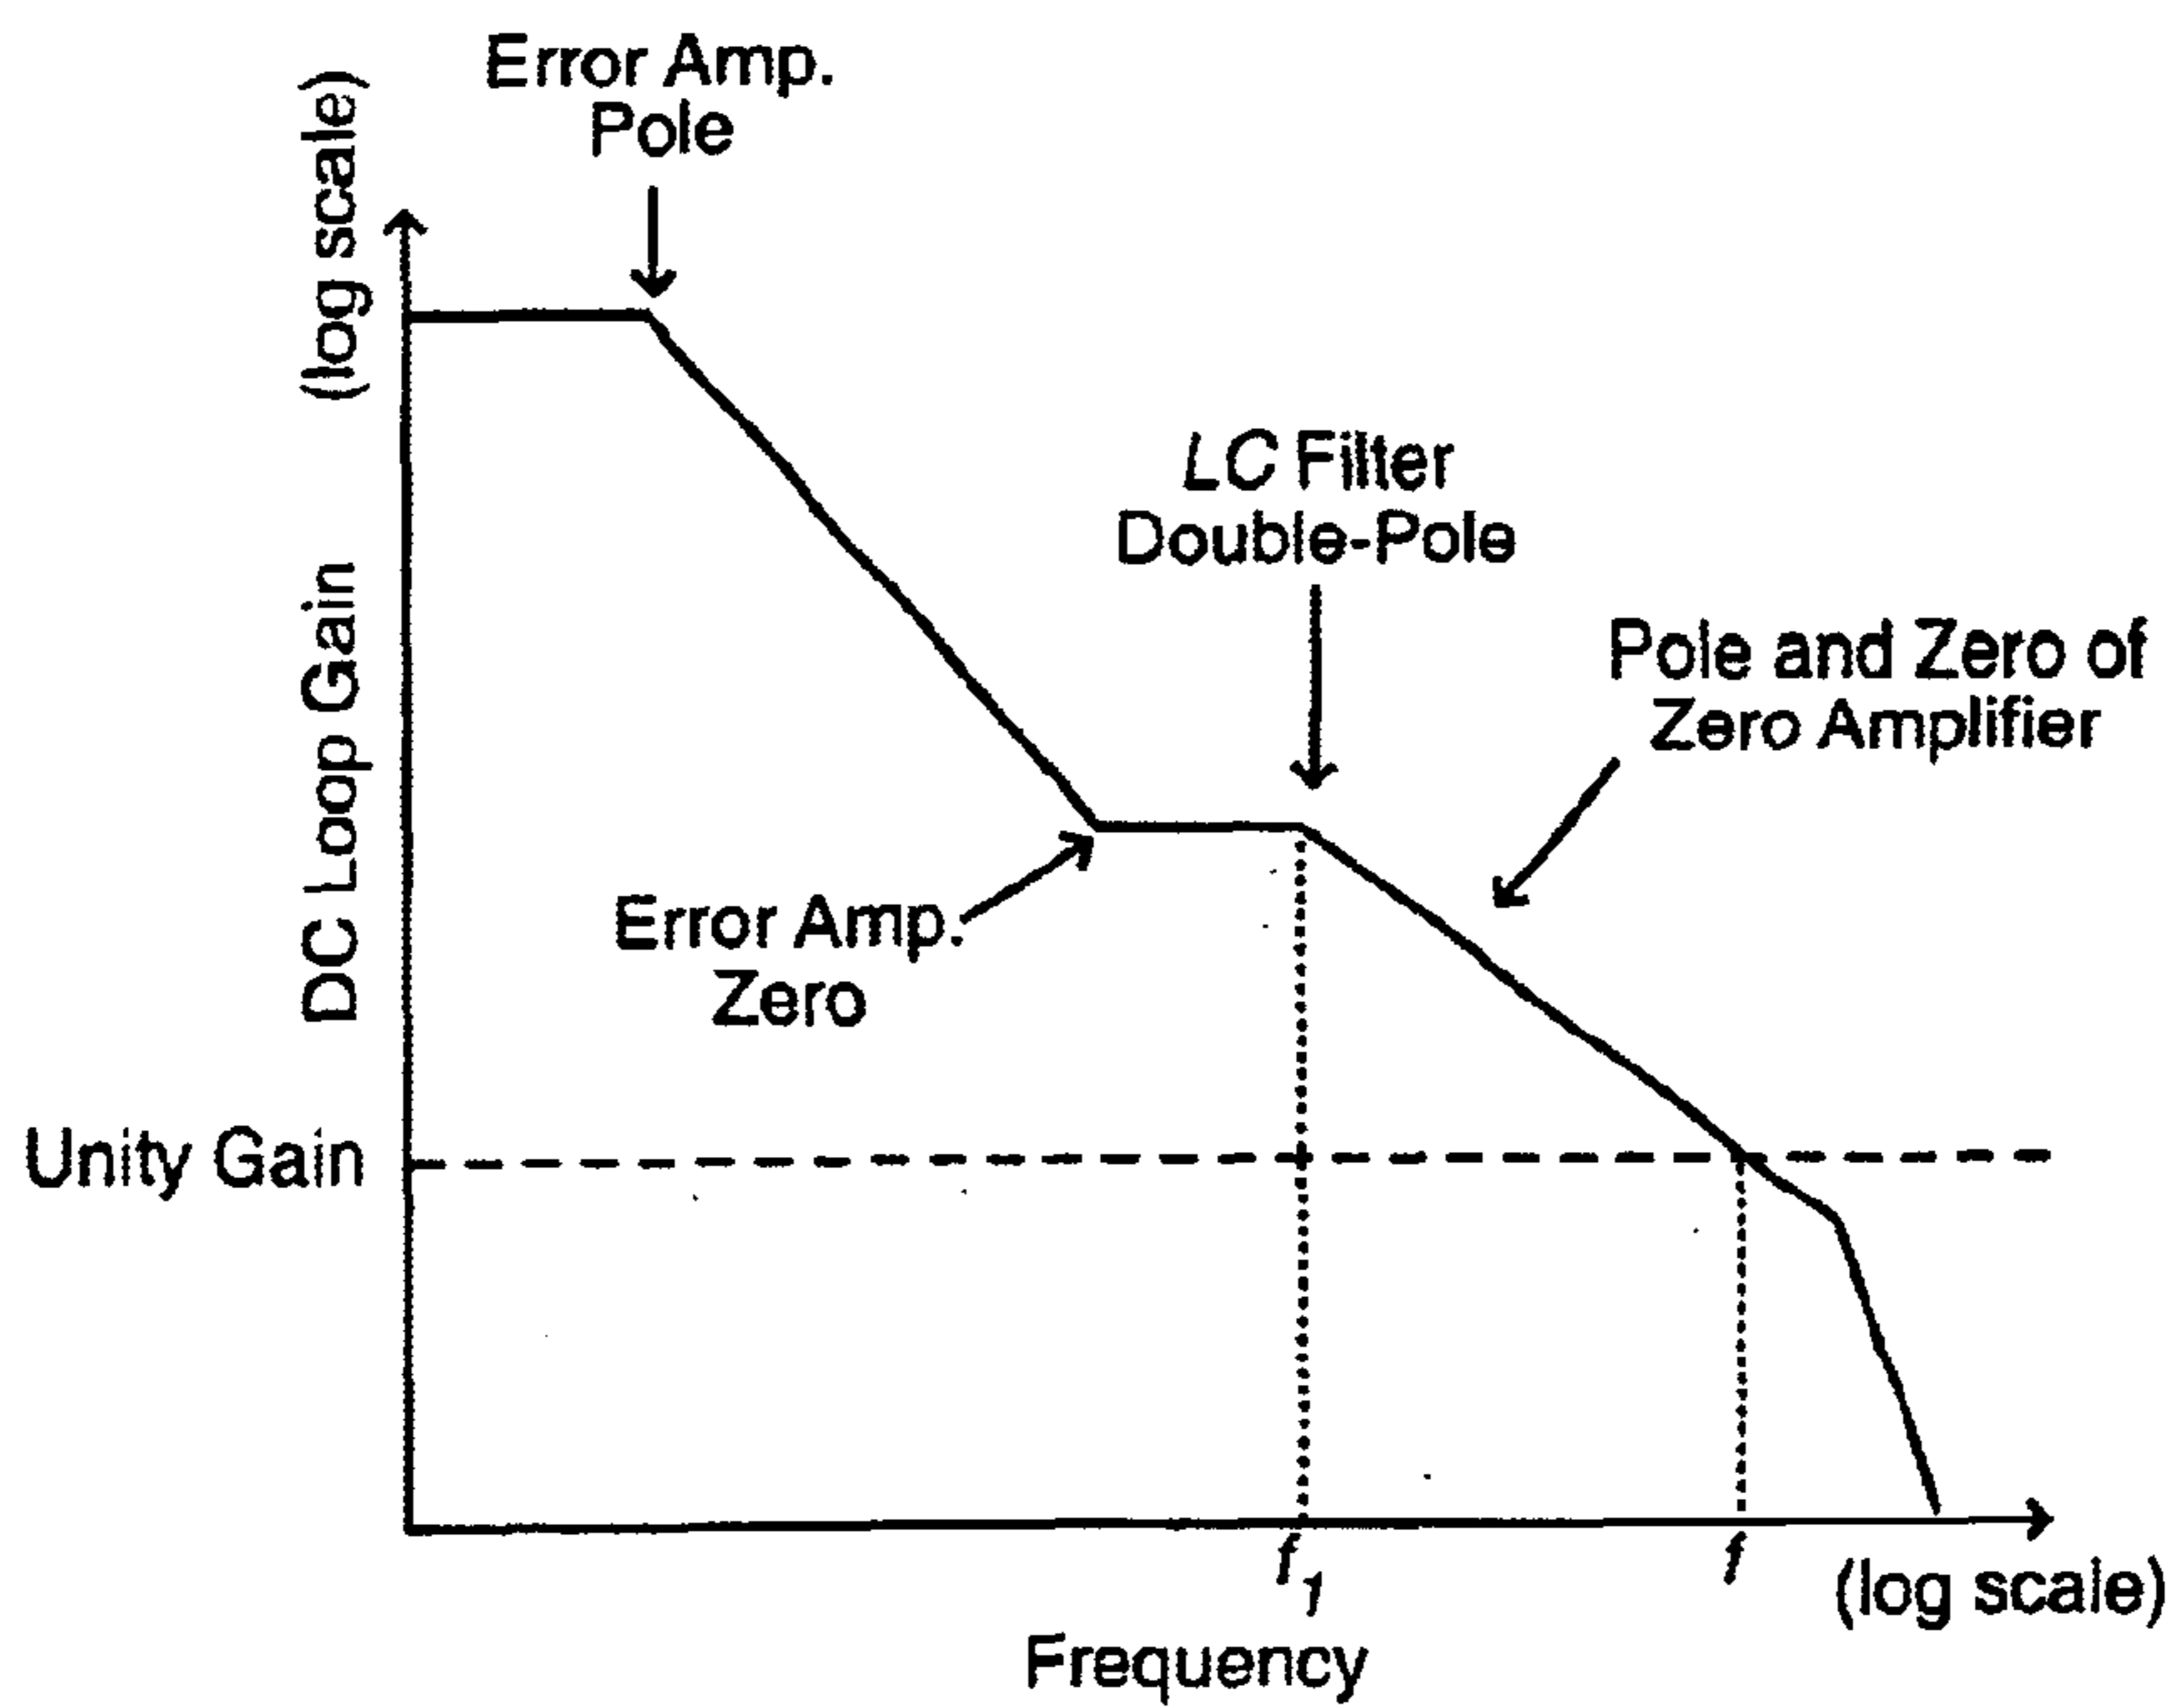 Error Amp.
Pole
DC Loop Gain (log scale)
LC Filter
Double-Pole
Pole and Zero of
Zero Amplifier
Error Amp.
Zero
Unity Gain
f1
f
(log scale)
Frequency